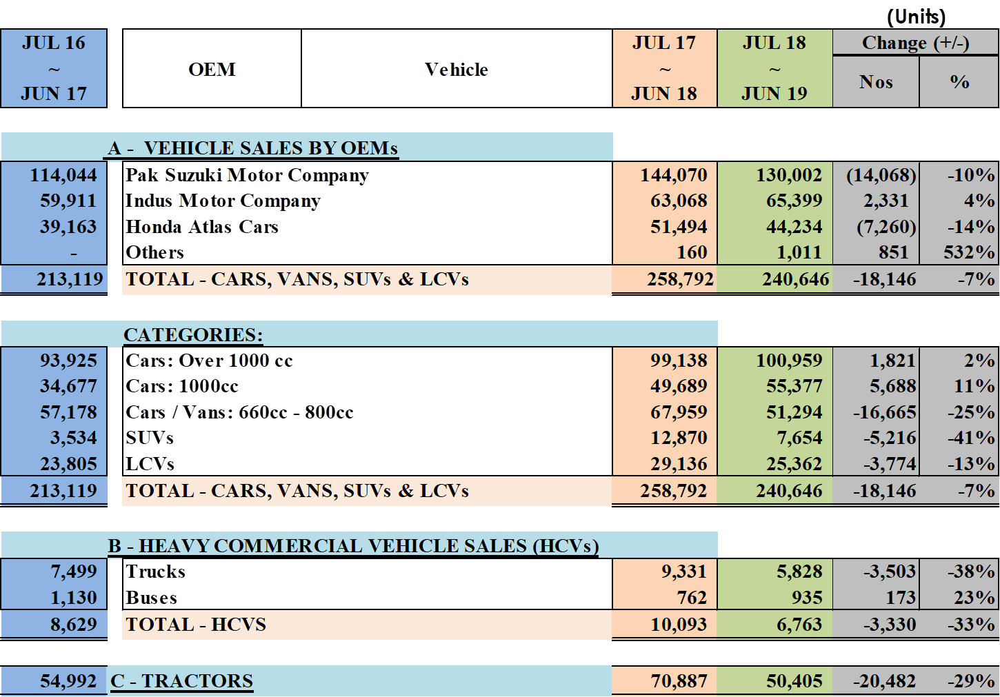 (Units)
JUL 16 ~ JUN 17 OEM Vehicle JUL 17 ~ JUN 18 JUL 18 ~ JUN 19 Change (+/-)
Nos %
A - VEHICLE SALES BY OEMs
114,044 Pak Suzuki Motor Company 144,070 130,002 (14,068) -10%
59,911 Indus Motor Company 63,068 65,399 2,331 4%
39,163 Honda Atlas Cars 51,494 44,234 (7,260) -14%
- Others 160 1,011 851 532%
213,119 TOTAL - CARS, VANS, SUVs & LCVs 258,792 240,646 -18,146 -7%
CATEGORIES:
93,925 Cars: Over 1000 cc 99,138 100,959 1,821 2%
34,677 Cars: 1000cc 49,689 55,377 5,688 11%
57,178 Cars / Vans: 660cc - 800cc 67,959 51,294 -16,665 -25%
3,534 SUVs 12,870 7,654 -5,216 -41%
23,805 LCVs 29,136 25,362 -3,774 -13%
213,119 TOTAL - CARS, VANS, SUVs & LCVs 258,792 240,646 -18,146 -7%
B - HEAVY COMMERCIAL VEHICLE SALES (HCVs)
7,499 Trucks 9,331 5,828 -3,503 -38%
1,130 Buses 762 935 173 23%
8,629 TOTAL - HCVS 10,093 6,763 -3,330 -33%
54,992 C - TRACTORS 70,887 50,405 -20,482 -29%